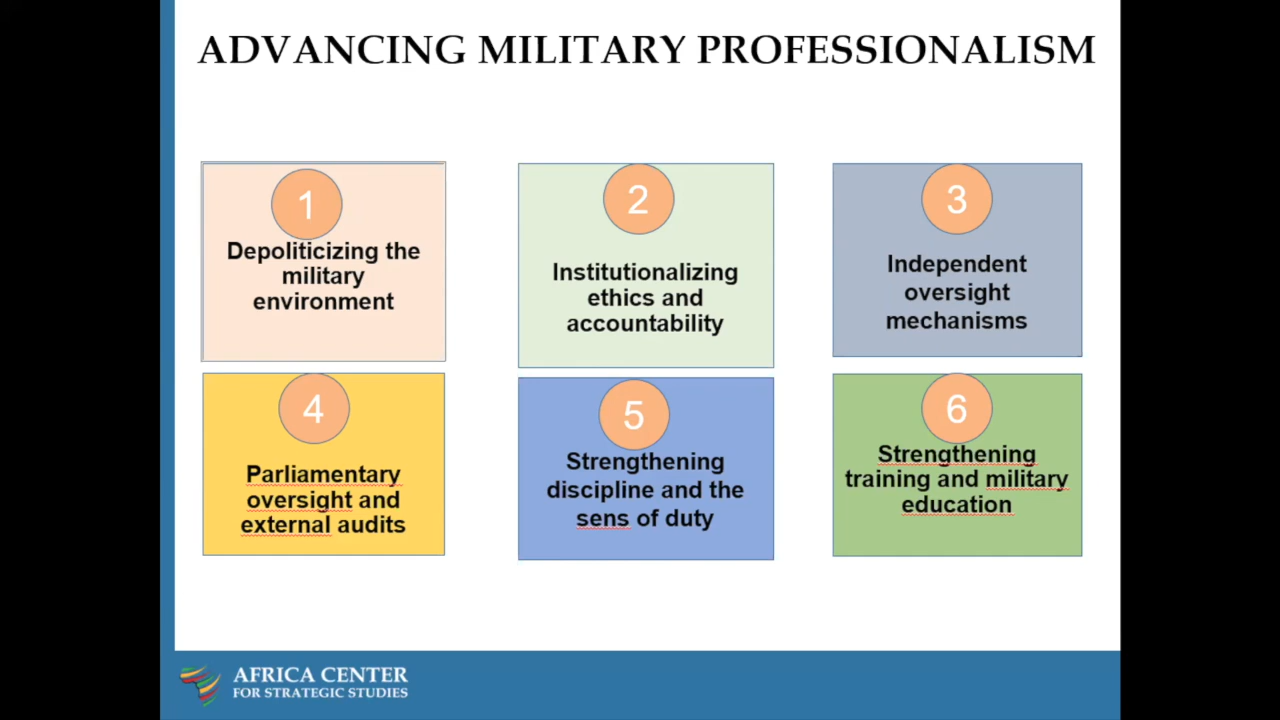 ADVANCING MILITARY PROFESSIONALISM
1
Depoliticizing the
military
environment
2
Institutionalizing
ethics and
accountability
3
Independent
oversight
mechanisms
4
Parliamentary
oversight and
external audits
5
Strengthening
discipline and the
sens of duty
6
Strengthening
training and military
education
AFRICA CENTER
FOR STRATEGIC STUDIES